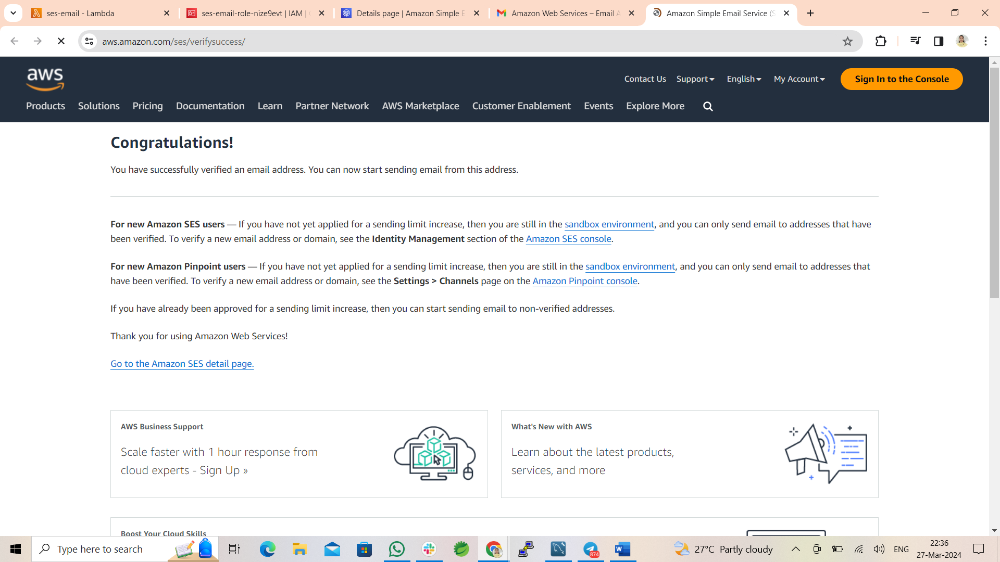 ses-email - Lambda
ses-email-role-nize9evt | IAM |
Details page | Amazon Simple E
Amazon Web Services – Email A
Amazon Simple Email Service (S
aws.amazon.com/ses/verifysuccess/
aws
Contact Us Support English My Account Sign In to the Console
Products Solutions Pricing Documentation Learn Partner Network AWS Marketplace Customer Enablement Events Explore More
Congratulations!
You have successfully verified an email address. You can now start sending email from this address.
For new Amazon SES users — If you have not yet applied for a sending limit increase, then you are still in the sandbox environment, and you can only send email to addresses that have
been verified. To verify a new email address or domain, see the Identity Management section of the Amazon SES console.
For new Amazon Pinpoint users — If you have not yet applied for a sending limit increase, then you are still in the sandbox environment, and you can only send email to addresses that
have been verified. To verify a new email address or domain, see the Settings > Channels page on the Amazon Pinpoint console.
If you have already been approved for a sending limit increase, then you can start sending email to non-verified addresses.
Thank you for using Amazon Web Services!
Go to the Amazon SES detail page.
AWS Business Support
Scale faster with 1 hour response from
cloud experts - Sign Up »
What's New with AWS
Learn about the latest products,
services, and more
Boost Your Cloud Skills
Type here to search
874
W
27°C Partly cloudy
ENG
22:36
27-Mar-2024